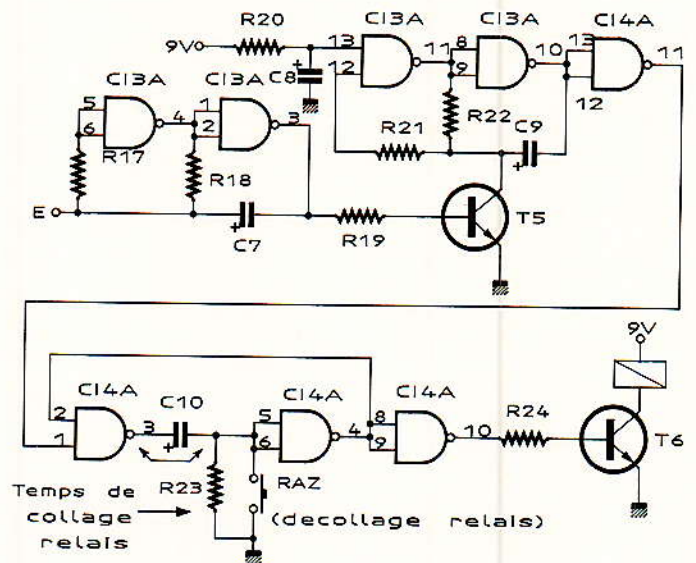 R20 CI3A CI3A CI4A
9V 13 11 8 10 13 11
C8 + 12 9 12
CI3A CI3A
5 4 1 3 R22 C9
6 2 R21 +
R17 R18
E T5
+ C7 R19
9V
CI4A C10 CI4A CI4A
2 3 5 4 8 R24
1 + 6 9 10 T6
R23 RAZ
Temps de
collage
relais
(decollage relais)